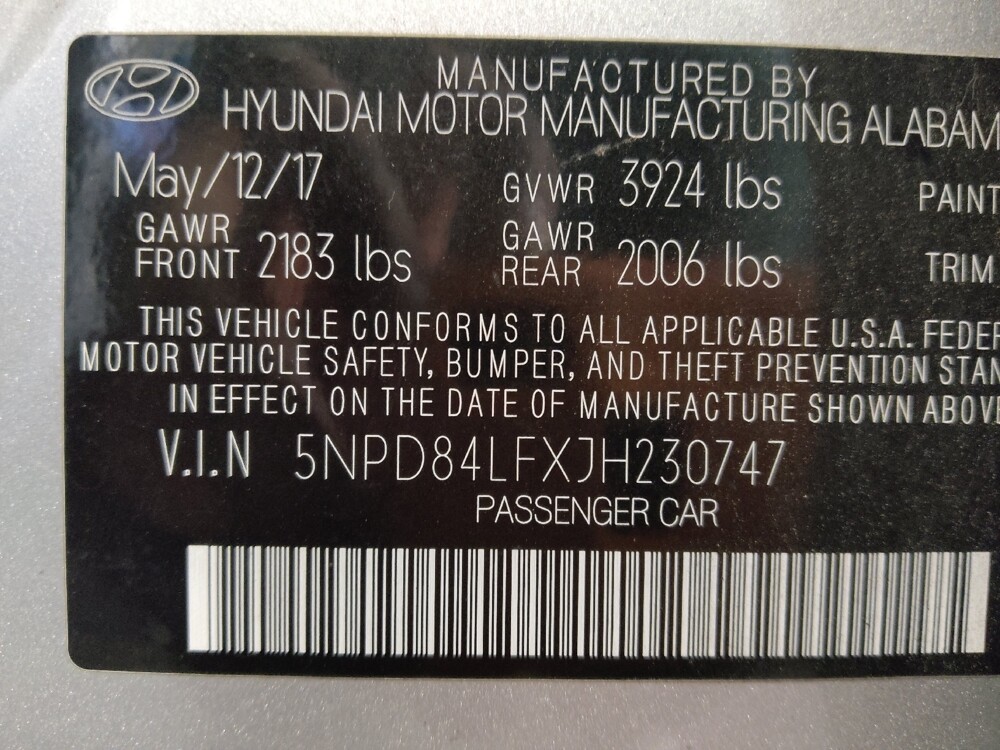 MANUFACTURED BY
HYUNDAI MOTOR MANUFACTURING ALABAM
May/12/17 GVWR 3924 lbs PAINT
GAWR FRONT 2183 lbs GAWR REAR 2006 lbs TRIM
THIS VEHICLE CONFORMS TO ALL APPLICABLE U.S.A. FEDER
MOTOR VEHICLE SAFETY, BUMPER, AND THEFT PREVENTION STAN
IN EFFECT ON THE DATE OF MANUFACTURE SHOWN ABOVE
V.I.N 5NPD84LFXJH230747
PASSENGER CAR